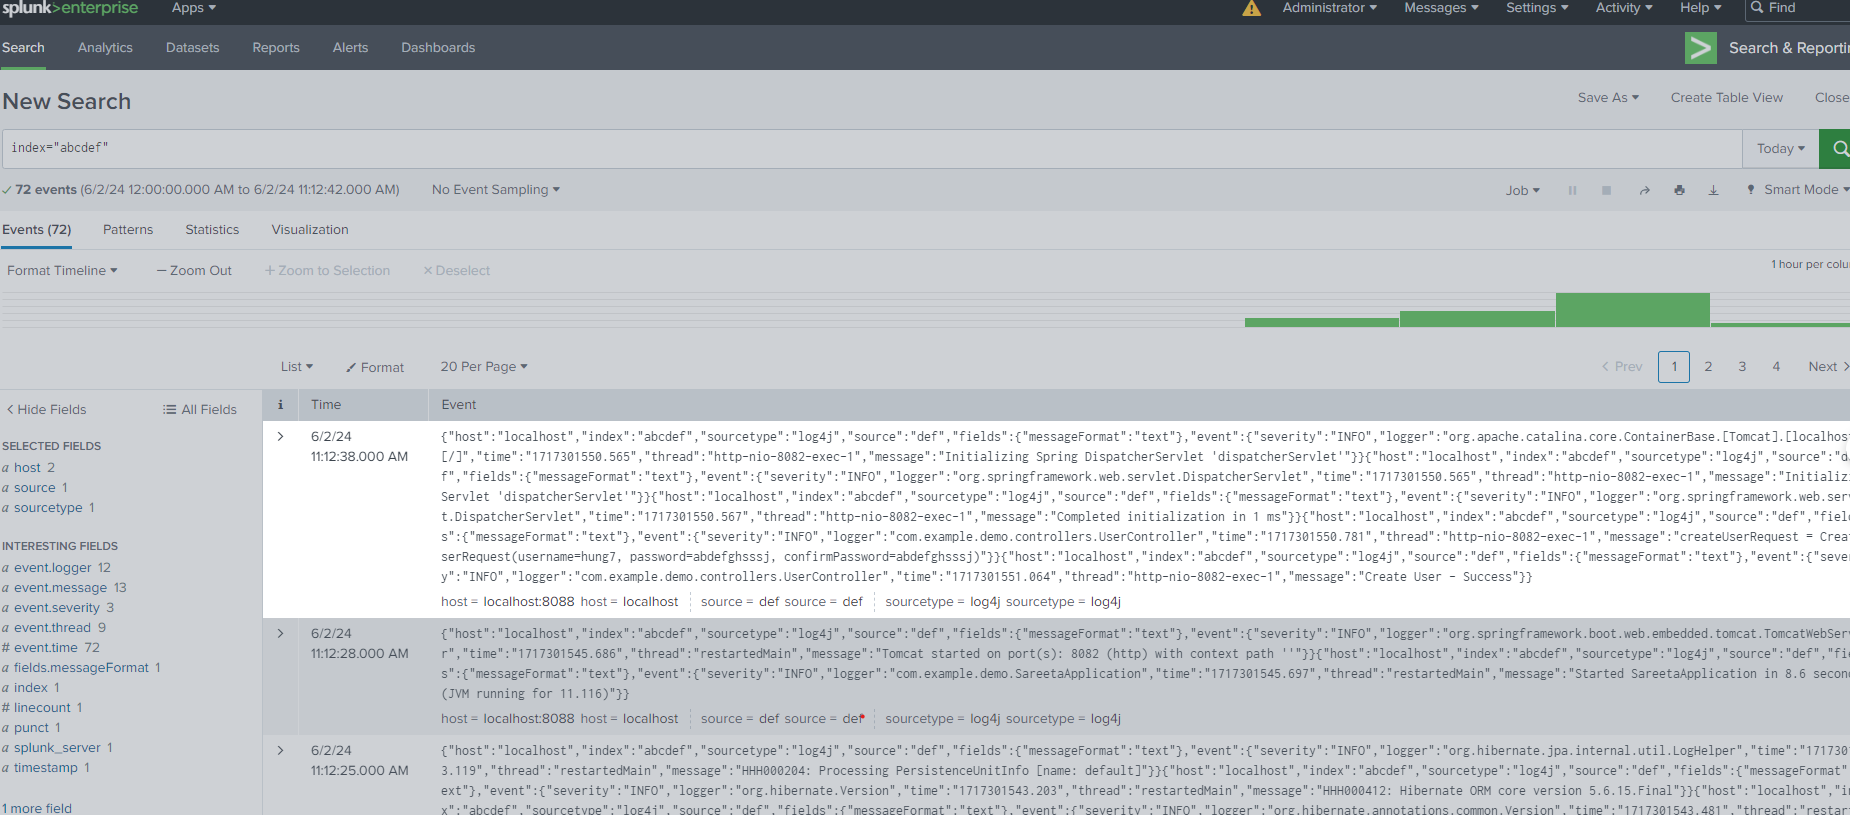 splunk>enterprise Apps Administrator Messages Settings Activity Help Find
Search Analytics Datasets Reports Alerts Dashboards Search & Reporti
New Search Save As Create Table View Close
index="abcdef" Today
72 events (6/2/24 12:00:00.000 AM to 6/2/24 11:12:42.000 AM) No Event Sampling Job Smart Mode
Events (72) Patterns Statistics Visualization
Format Timeline — Zoom Out + Zoom to Selection × Deselect 1 hour per colu
List Format 20 Per Page < Prev 1 2 3 4 Next >
< Hide Fields All Fields i Time Event
SELECTED FIELDS
a host 2
a source 1
a sourcetype 1
INTERESTING FIELDS
a event.logger 12
a event.message 13
a event.severity 3
a event.thread 9
# event.time 72
a fields.messageFormat 1
a index 1
# linecount 1
a punct 1
a splunk_server 1
a timestamp 1
1 more field
> 6/2/24
11:12:38.000 AM
{"host":"localhost","index":"abcdef","sourcetype":"log4j","source":"def","fields":{"messageFormat":"text"},"event":{"severity":"INFO","logger":"org.apache.catalina.core.ContainerBase.[Tomcat].[localhos
[/]","time":"1717301550.565","thread":"http-nio-8082-exec-1","message":"Initializing Spring DispatcherServlet 'dispatcherServlet'"}}{"host":"localhost","index":"abcdef","sourcetype":"log4j","source":"d
f","fields":{"messageFormat":"text"},"event":{"severity":"INFO","logger":"org.springframework.web.servlet.DispatcherServlet","time":"1717301550.565","thread":"http-nio-8082-exec-1","message":"Initializi
Servlet 'dispatcherServlet'"}}{"host":"localhost","index":"abcdef","sourcetype":"log4j","source":"def","fields":{"messageFormat":"text"},"event":{"severity":"INFO","logger":"org.springframework.web.ser
t.DispatcherServlet","time":"1717301550.567","thread":"http-nio-8082-exec-1","message":"Completed initialization in 1 ms"}}{"host":"localhost","index":"abcdef","sourcetype":"log4j","source":"def","fiel
s":{"messageFormat":"text"},"event":{"severity":"INFO","logger":"com.example.demo.controllers.UserController","time":"1717301550.781","thread":"http-nio-8082-exec-1","message":"createUserRequest = Crea
serRequest(username=hung7, password=abdefghsssj, confirmPassword=abdefghsssj)"}}{"host":"localhost","index":"abcdef","sourcetype":"log4j","source":"def","fields":{"messageFormat":"text"},"event":{"seve
y":"INFO","logger":"com.example.demo.controllers.UserController","time":"1717301551.064","thread":"http-nio-8082-exec-1","message":"Create User - Success"}}
host = localhost:8088 host = localhost source = def source = def sourcetype = log4j sourcetype = log4j
> 6/2/24
11:12:28.000 AM
{"host":"localhost","index":"abcdef","sourcetype":"log4j","source":"def","fields":{"messageFormat":"text"},"event":{"severity":"INFO","logger":"org.springframework.boot.web.embedded.tomcat.TomcatWebSer
r","time":"1717301545.686","thread":"restartedMain","message":"Tomcat started on port(s): 8082 (http) with context path ''"}}{"host":"localhost","index":"abcdef","sourcetype":"log4j","source":"def","fie
s":{"messageFormat":"text"},"event":{"severity":"INFO","logger":"com.example.demo.SareetaApplication","time":"1717301545.697","thread":"restartedMain","message":"Started SareetaApplication in 8.6 secon
(JVM running for 11.116)"}}
host = localhost:8088 host = localhost source = def source = def sourcetype = log4j sourcetype = log4j
> 6/2/24
11:12:25.000 AM
{"host":"localhost","index":"abcdef","sourcetype":"log4j","source":"def","fields":{"messageFormat":"text"},"event":{"severity":"INFO","logger":"org.hibernate.jpa.internal.util.LogHelper","time":"171730
3.119","thread":"restartedMain","message":"HHH000204: Processing PersistenceUnitInfo [name: default]"}}{"host":"localhost","index":"abcdef","sourcetype":"log4j","source":"def","fields":{"messageFormat":
ext"},"event":{"severity":"INFO","logger":"org.hibernate.Version","time":"1717301543.203","thread":"restartedMain","message":"HHH000412: Hibernate ORM core version 5.6.15.Final"}}{"host":"localhost","i
x":"abcdef","sourcetype":"log4j","source":"def","fields":{"messageFormat":"text"},"event":{"severity":"INFO","logger":"org.hibernate.annotations.common.Version","time":"1717301543.481","thread":"restar